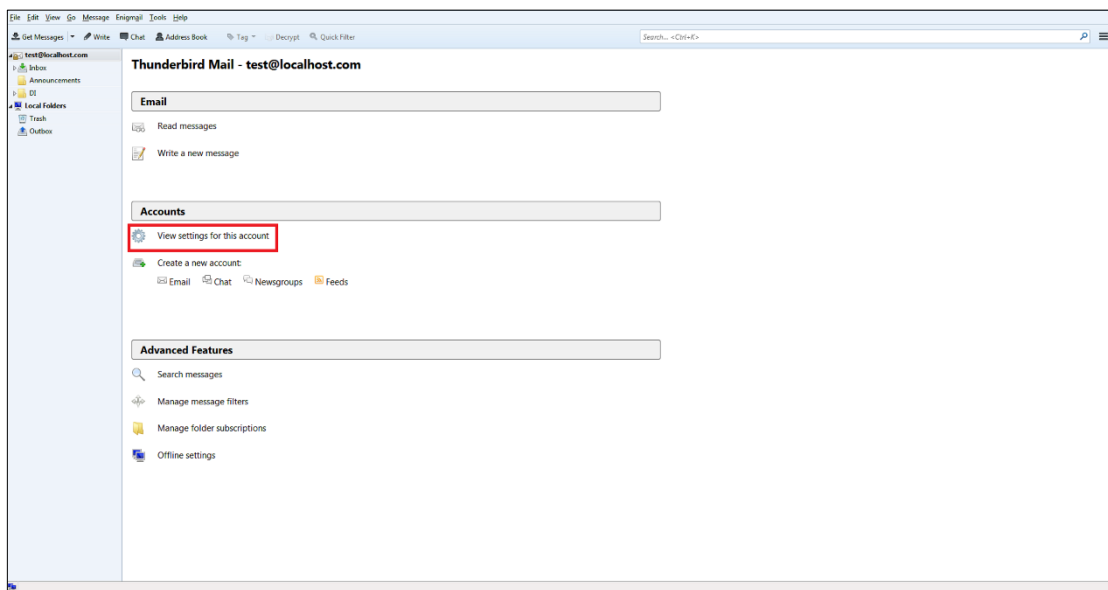 File Edit View Go Message Enigmail Tools Help
Get Messages Write Chat Address Book Tag Decrypt Quick Filter Search... <Ctrl+K>
test@localhost.com
Inbox
Announcements
DI
Local Folders
Trash
Outbox
Thunderbird Mail - test@localhost.com
Email
Read messages
Write a new message
Accounts
View settings for this account
Create a new account:
Email Chat Newsgroups Feeds
Advanced Features
Search messages
Manage message filters
Manage folder subscriptions
Offline settings